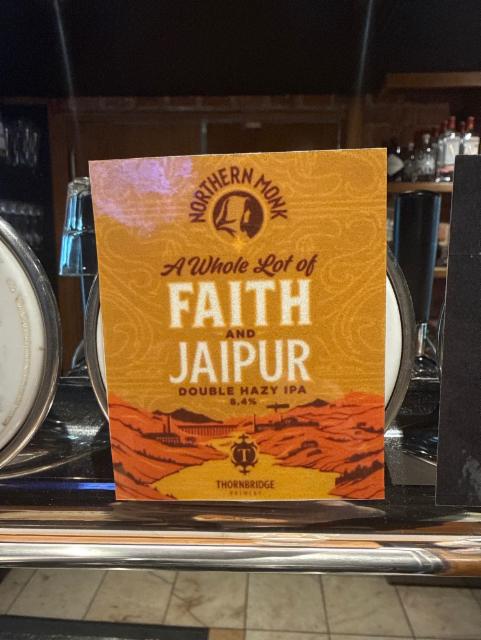 NORTHERN MONK
A Whole Lot of
FAITH
AND
JAIPUR
DOUBLE HAZY IPA
8.4%
T
THORNBRIDGE
BREWERY